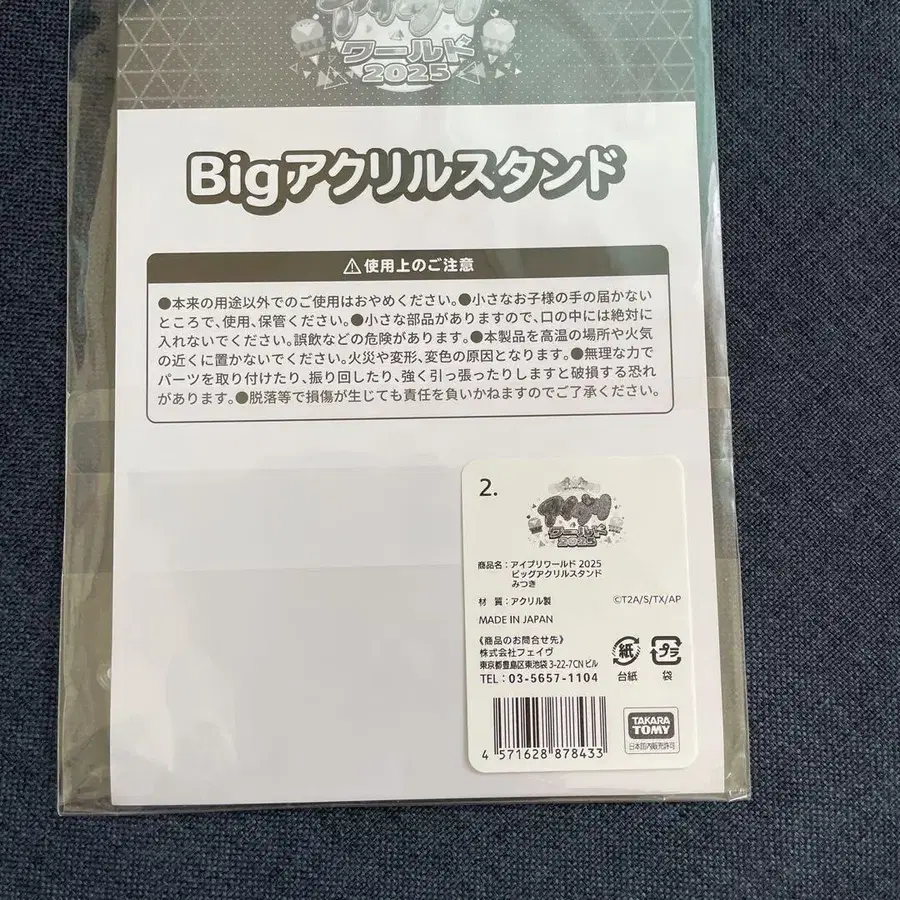 アイプリ
ワールド
2025
Bigアクリルスタンド
⚠使用上のご注意
●本来の用途以外でのご使用はおやめください。●小さなお子様の手の届かない
ところで、使用、保管ください。●小さな部品がありますので、口の中には絶対に
入れないでください。誤飲などの危険があります。●本製品を高温の場所や火気
の近くに置かないでください。火災や変形、変色の原因となります。●無理な力で
パーツを取り付けたり、振り回したり、強く引っ張ったりしますと破損する恐れ
があります。●脱落等で損傷が生じても責任を負いかねますのでご了承ください。
2.
アイプリ
ワールド
2025
商品名：アイプリワールド 2025
ビッグアクリルスタンド
みつき
材 質：アクリル製
©T2A/S/TX/AP
MADE IN JAPAN
《商品のお問合せ先》
株式会社フェイヴ
東京都豊島区東池袋 3-22-7CN ビル
TEL：03-5657-1104
紙
台紙
プラ
袋
4 571628 878433
TAKARA
TOMY
日本国内販売許可